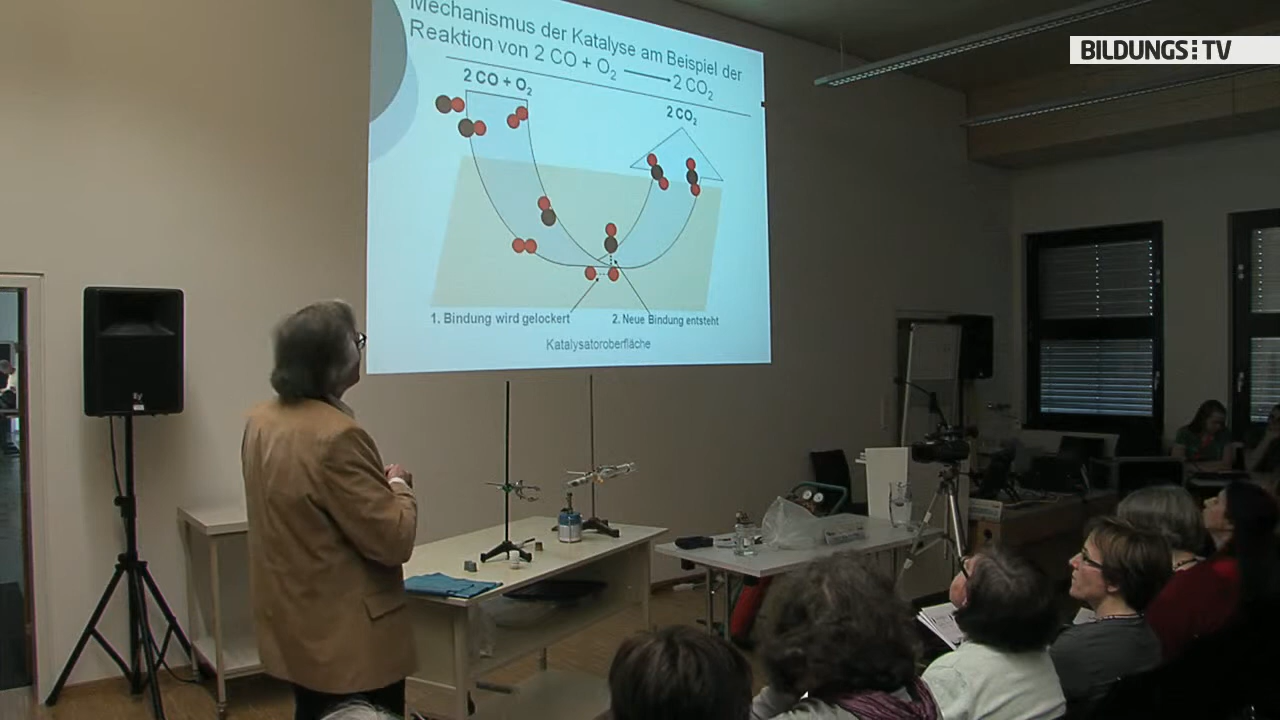 BILDUNGS TV
Mechanismus der Katalyse am Beispiel der
Reaktion von 2 CO + O₂ ⟶ 2 CO₂
2 CO + O₂
2 CO₂
1. Bindung wird gelockert
2. Neue Bindung entsteht
Katalysatoroberfläche
EV